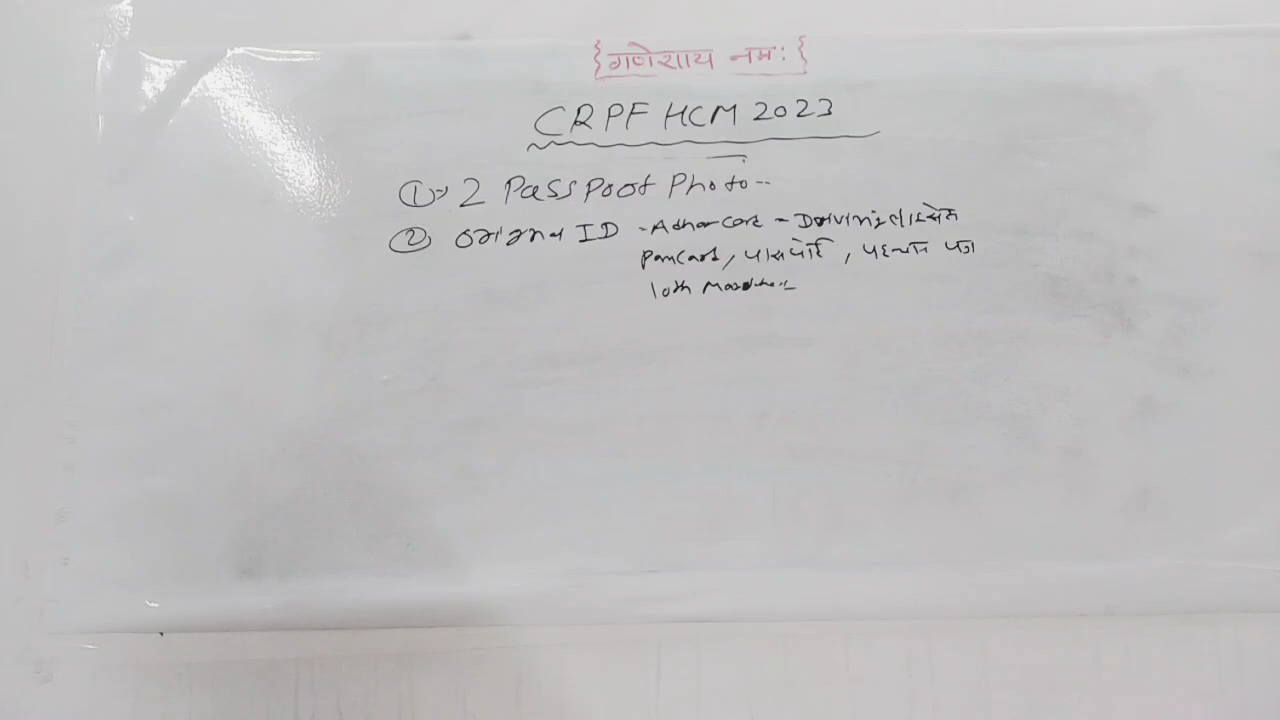 {गणेशाय नमः}
CRPF HCM 2023
① 2 Passpoot Photo--
② ID - Adhar Card - Driving लाइसेंस
Pancard, पासपोर्ट, पहचान पत्र
10th